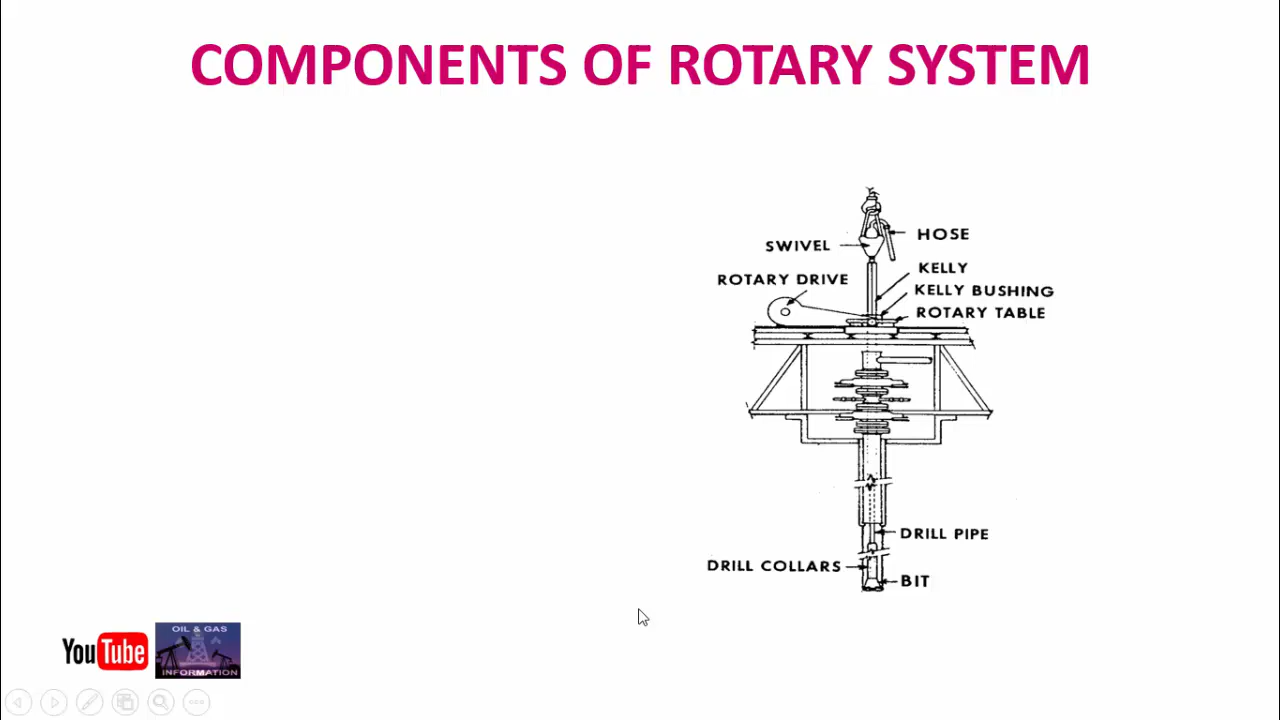 COMPONENTS OF ROTARY SYSTEM
HOSE
SWIVEL
KELLY
ROTARY DRIVE
KELLY BUSHING
ROTARY TABLE
DRILL PIPE
DRILL COLLARS
BIT
YouTube
OIL & GAS
INFORMATION